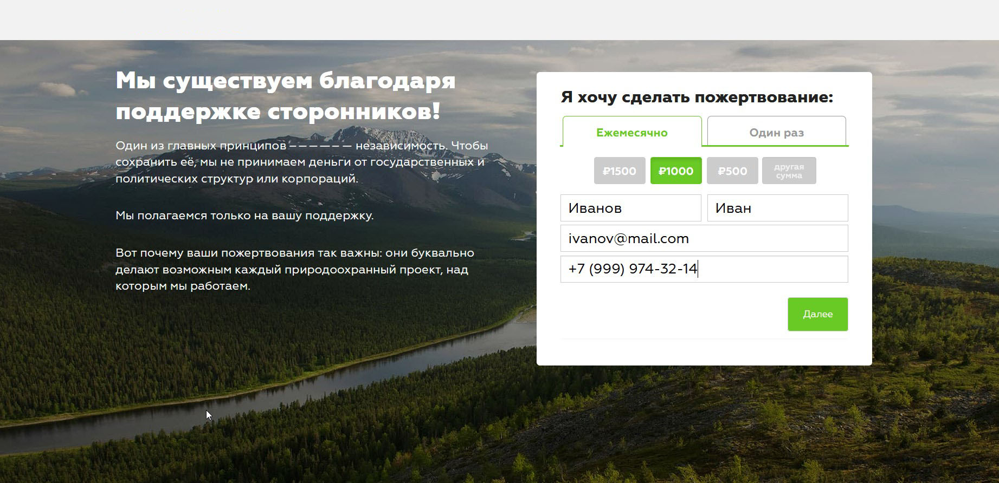 Мы существуем благодаря
поддержке сторонников!
Один из главных принципов – – – – – – – независимость. Чтобы
сохранить её, мы не принимаем деньги от государственных и
политических структур или корпораций.
Мы полагаемся только на вашу поддержку.
Вот почему ваши пожертвования так важны: они буквально
делают возможным каждый природоохранный проект, над
которым мы работаем.
Я хочу сделать пожертвование:
Ежемесячно Один раз
₽1500 ₽1000 ₽500 другая
сумма
Иванов Иван
ivanov@mail.com
+7 (999) 974-32-14
Далее